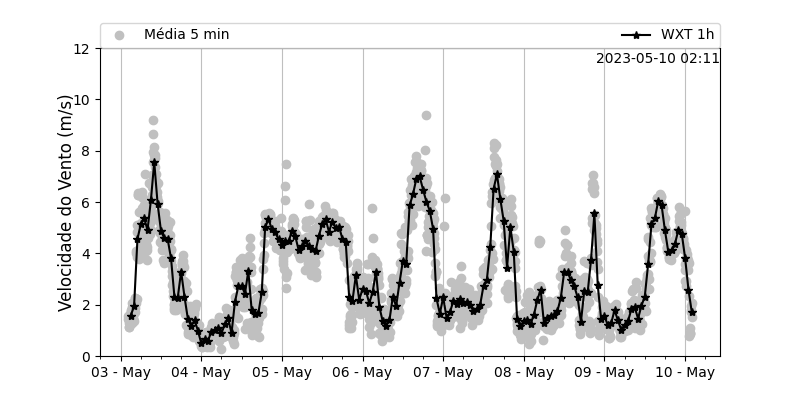 Média 5 min
WXT 1h
2023-05-10 02:11
Velocidade do Vento (m/s)
12
10
8
6
4
2
0
03 - May
04 - May
05 - May
06 - May
07 - May
08 - May
09 - May
10 - May